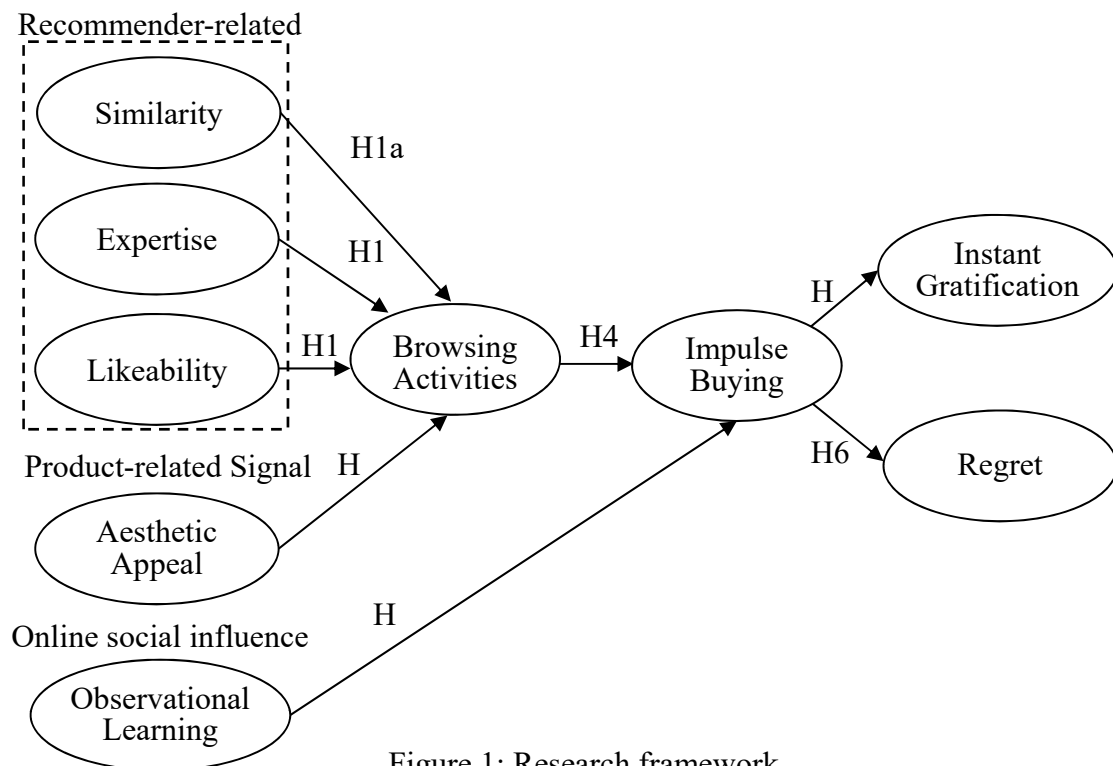 Recommender-related
Similarity
H1a
Expertise
H1
Likeability
H1
Browsing
Activities
H4
Impulse
Buying
H
Instant
Gratification
H6
Regret
Product-related Signal
H
Aesthetic
Appeal
Online social influence
H
Observational
Learning
Figure 1: Research framework